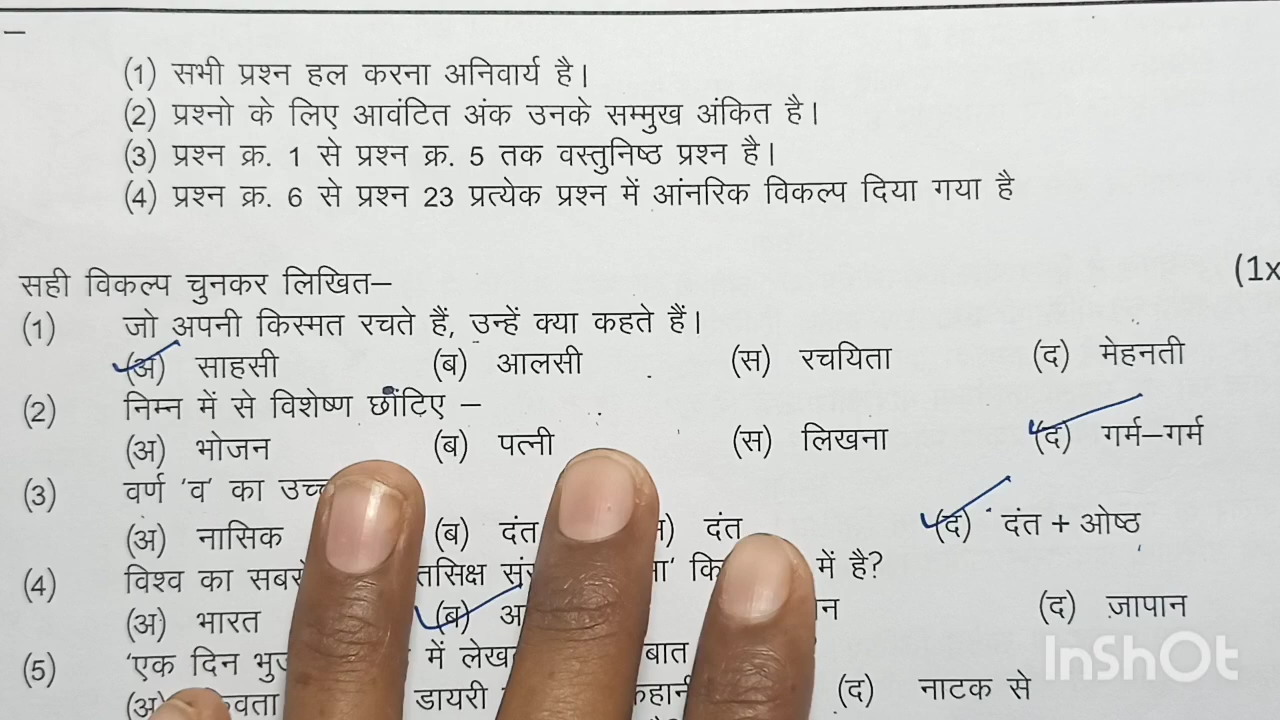 (1) सभी प्रश्न हल करना अनिवार्य है।
(2) प्रश्नो के लिए आवंटित अंक उनके सम्मुख अंकित है।
(3) प्रश्न क्र. 1 से प्रश्न क्र. 5 तक वस्तुनिष्ठ प्रश्न है।
(4) प्रश्न क्र. 6 से प्रश्न 23 प्रत्येक प्रश्न में आंनरिक विकल्प दिया गया है
सही विकल्प चुनकर लिखित– (1x
(1) जो अपनी किस्मत रचते हैं, उन्हें क्या कहते हैं।
(अ) साहसी (ब) आलसी (स) रचयिता (द) मेहनती
(2) निम्न में से विशेष्ण छाँटिए –
(अ) भोजन (ब) पत्नी (स) लिखना (द) गर्म–गर्म
(3) वर्ण 'व' का
(अ) नासिक (ब) दंत दंत (द) दंत + ओष्ठ
(4) विश्व का में है?
(अ) भारत (ब) (द) जापान
(5) 'एक दिन में बात
(अ) डायरी (द) नाटक से
InShOt